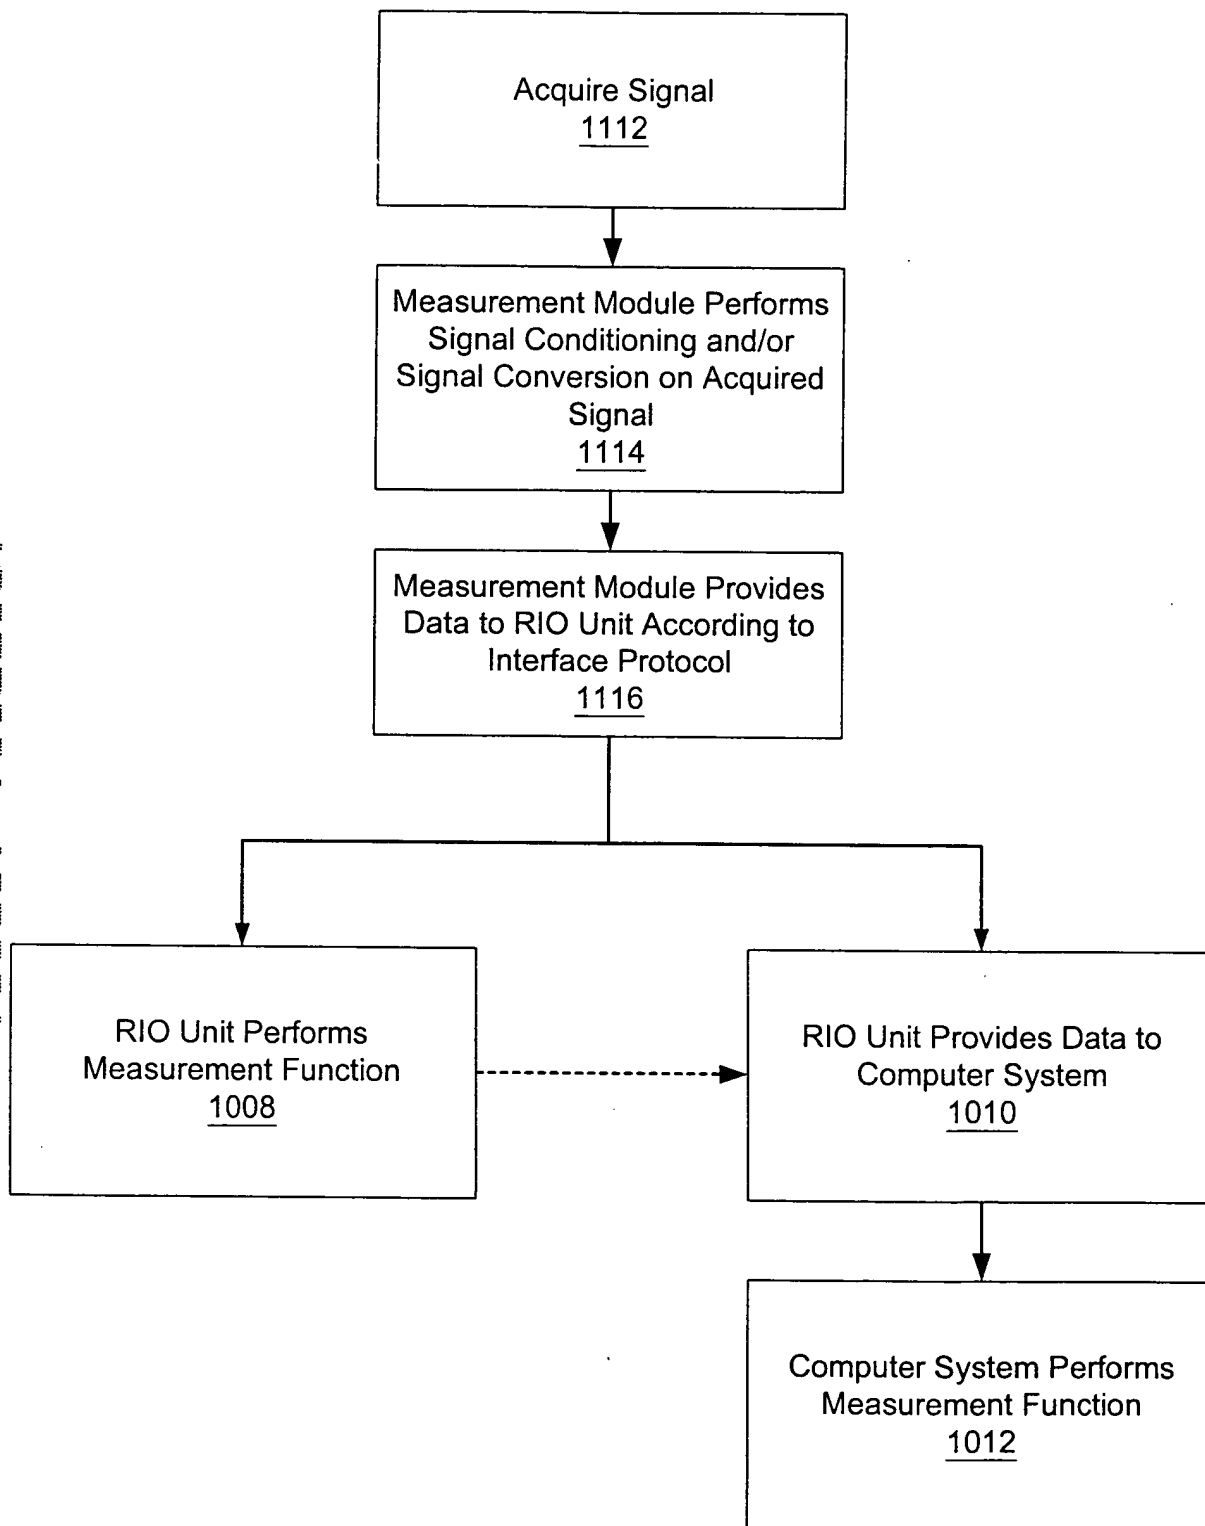 Acquire Signal
1112
Measurement Module Performs
Signal Conditioning and/or
Signal Conversion on Acquired
Signal
1114
Measurement Module Provides
Data to RIO Unit According to
Interface Protocol
1116
RIO Unit Performs
Measurement Function
1008
RIO Unit Provides Data to
Computer System
1010
Computer System Performs
Measurement Function
1012